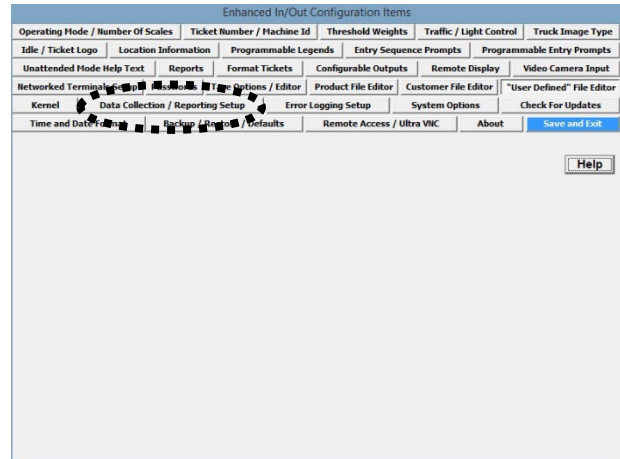 Enhanced In/Out Configuration Items
Operating Mode / Number Of Scales Ticket Number / Machine Id Threshold Weights Traffic / Light Control Truck Image Type
Idle / Ticket Logo Location Information Programmable Legends Entry Sequence Prompts Programmable Entry Prompts
Unattended Mode Help Text Reports Format Tickets Configurable Outputs Remote Display Video Camera Input
Networked Terminals Setup Passwords Tare Options / Editor Product File Editor Customer File Editor "User Defined" File Editor
Kernel Data Collection / Reporting Setup Error Logging Setup System Options Check For Updates
Time and Date Format Backup / Restore / Defaults Remote Access / Ultra VNC About Save and Exit
Help